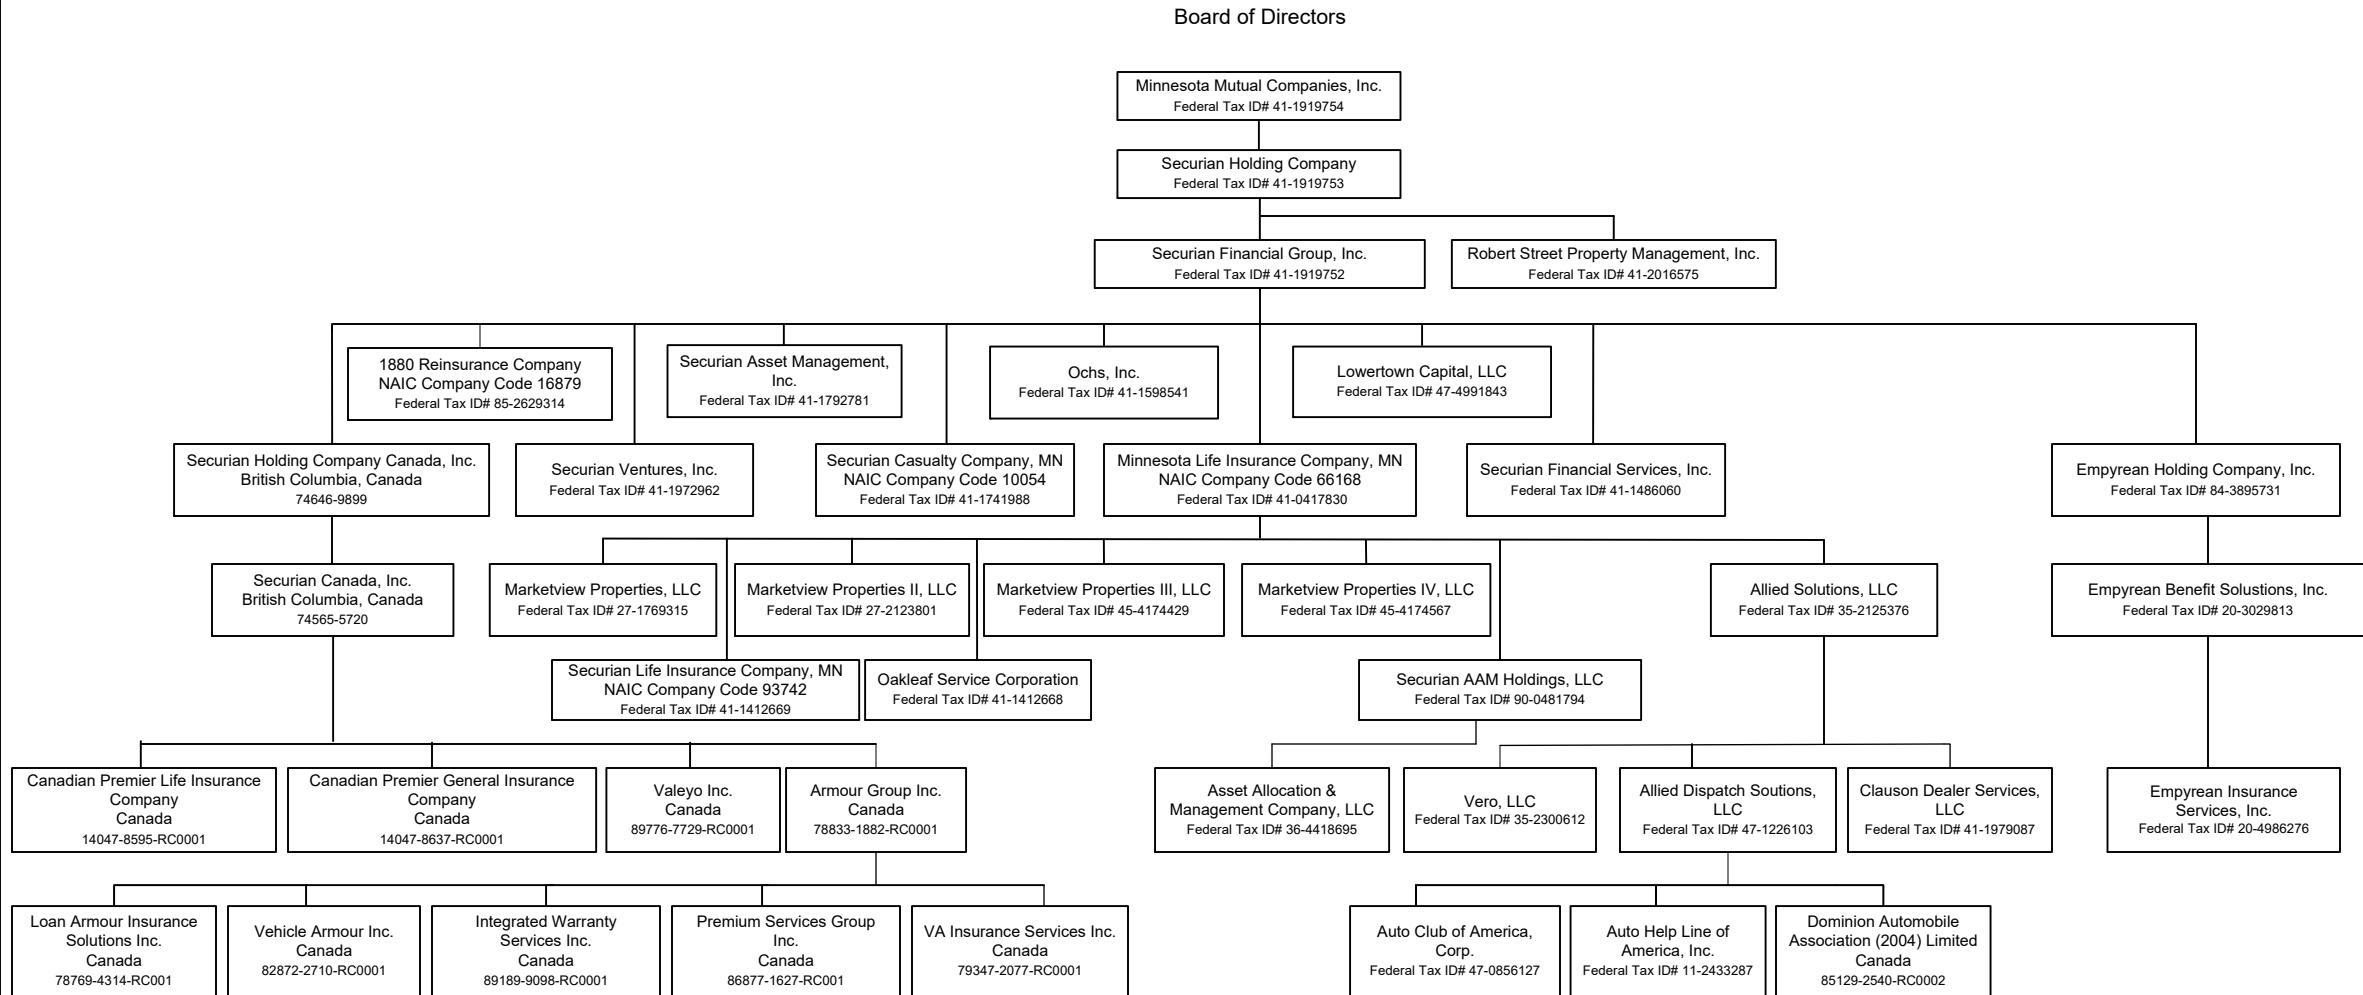 Board of Directors
Minnesota Mutual Companies, Inc.
Federal Tax ID# 41-1919754
Securian Holding Company
Federal Tax ID# 41-1919753
Securian Financial Group, Inc.
Federal Tax ID# 41-1919752
Robert Street Property Management, Inc.
Federal Tax ID# 41-2016575
1880 Reinsurance Company
NAIC Company Code 16879
Federal Tax ID# 85-2629314
Securian Asset Management,
Inc.
Federal Tax ID# 41-1792781
Ochs, Inc.
Federal Tax ID# 41-1598541
Lowertown Capital, LLC
Federal Tax ID# 47-4991843
Securian Holding Company Canada, Inc.
British Columbia, Canada
74646-9899
Securian Ventures, Inc.
Federal Tax ID# 41-1972962
Securian Casualty Company, MN
NAIC Company Code 10054
Federal Tax ID# 41-1741988
Minnesota Life Insurance Company, MN
NAIC Company Code 66168
Federal Tax ID# 41-0417830
Securian Financial Services, Inc.
Federal Tax ID# 41-1486060
Empyrean Holding Company, Inc.
Federal Tax ID# 84-3895731
Securian Canada, Inc.
British Columbia, Canada
74565-5720
Marketview Properties, LLC
Federal Tax ID# 27-1769315
Marketview Properties II, LLC
Federal Tax ID# 27-2123801
Marketview Properties III, LLC
Federal Tax ID# 45-4174429
Marketview Properties IV, LLC
Federal Tax ID# 45-4174567
Allied Solutions, LLC
Federal Tax ID# 35-2125376
Empyrean Benefit Solustions, Inc.
Federal Tax ID# 20-3029813
Securian Life Insurance Company, MN
NAIC Company Code 93742
Federal Tax ID# 41-1412669
Oakleaf Service Corporation
Federal Tax ID# 41-1412668
Securian AAM Holdings, LLC
Federal Tax ID# 90-0481794
Canadian Premier Life Insurance
Company
Canada
14047-8595-RC0001
Canadian Premier General Insurance
Company
Canada
14047-8637-RC0001
Valeyo Inc.
Canada
89776-7729-RC0001
Armour Group Inc.
Canada
78833-1882-RC0001
Asset Allocation &
Management Company, LLC
Federal Tax ID# 36-4418695
Vero, LLC
Federal Tax ID# 35-2300612
Allied Dispatch Soutions,
LLC
Federal Tax ID# 47-1226103
Clauson Dealer Services,
LLC
Federal Tax ID# 41-1979087
Empyrean Insurance
Services, Inc.
Federal Tax ID# 20-4986276
Loan Armour Insurance
Solutions Inc.
Canada
78769-4314-RC001
Vehicle Armour Inc.
Canada
82872-2710-RC0001
Integrated Warranty
Services Inc.
Canada
89189-9098-RC0001
Premium Services Group
Inc.
Canada
86877-1627-RC001
VA Insurance Services Inc.
Canada
79347-2077-RC0001
Auto Club of America,
Corp.
Federal Tax ID# 47-0856127
Auto Help Line of
America, Inc.
Federal Tax ID# 11-2433287
Dominion Automobile
Association (2004) Limited
Canada
85129-2540-RC0002